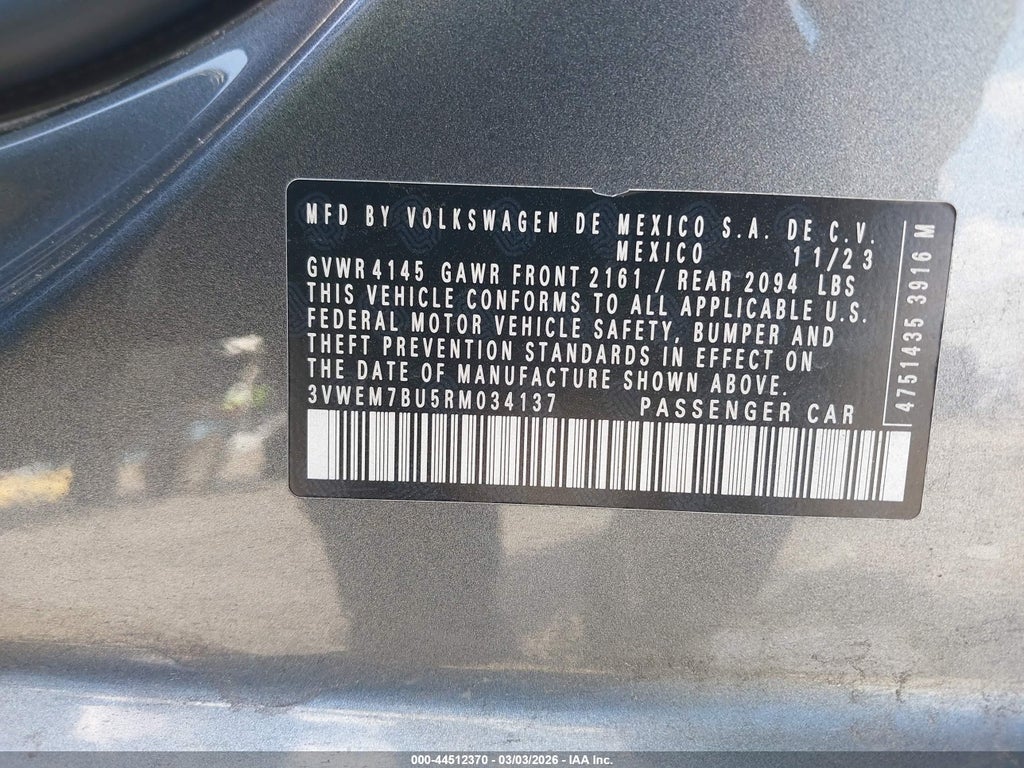 MFD BY VOLKSWAGEN DE MEXICO S.A. DE C.V.
MEXICO 11/23
GVWR 4145 GAWR FRONT 2161 / REAR 2094 LBS
THIS VEHICLE CONFORMS TO ALL APPLICABLE U.S.
FEDERAL MOTOR VEHICLE SAFETY, BUMPER AND
THEFT PREVENTION STANDARDS IN EFFECT ON
THE DATE OF MANUFACTURE SHOWN ABOVE.
3VWEM7BU5RM034137 PASSENGER CAR
4751435 3916 M
000-44512370 - 03/03/2026 - IAA Inc.